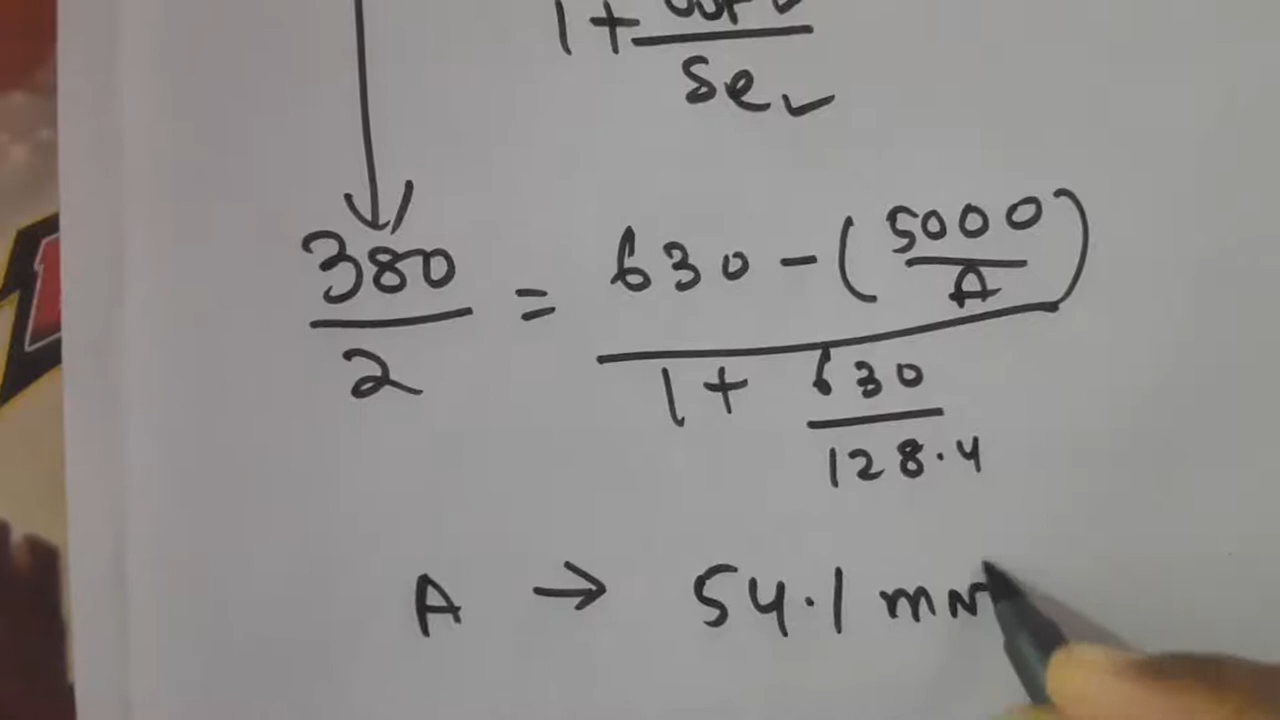 1 +
Se
380 / 2 = 630 - (5000 / A) / 1 + 630 / 128.4
A → 54.1 mm